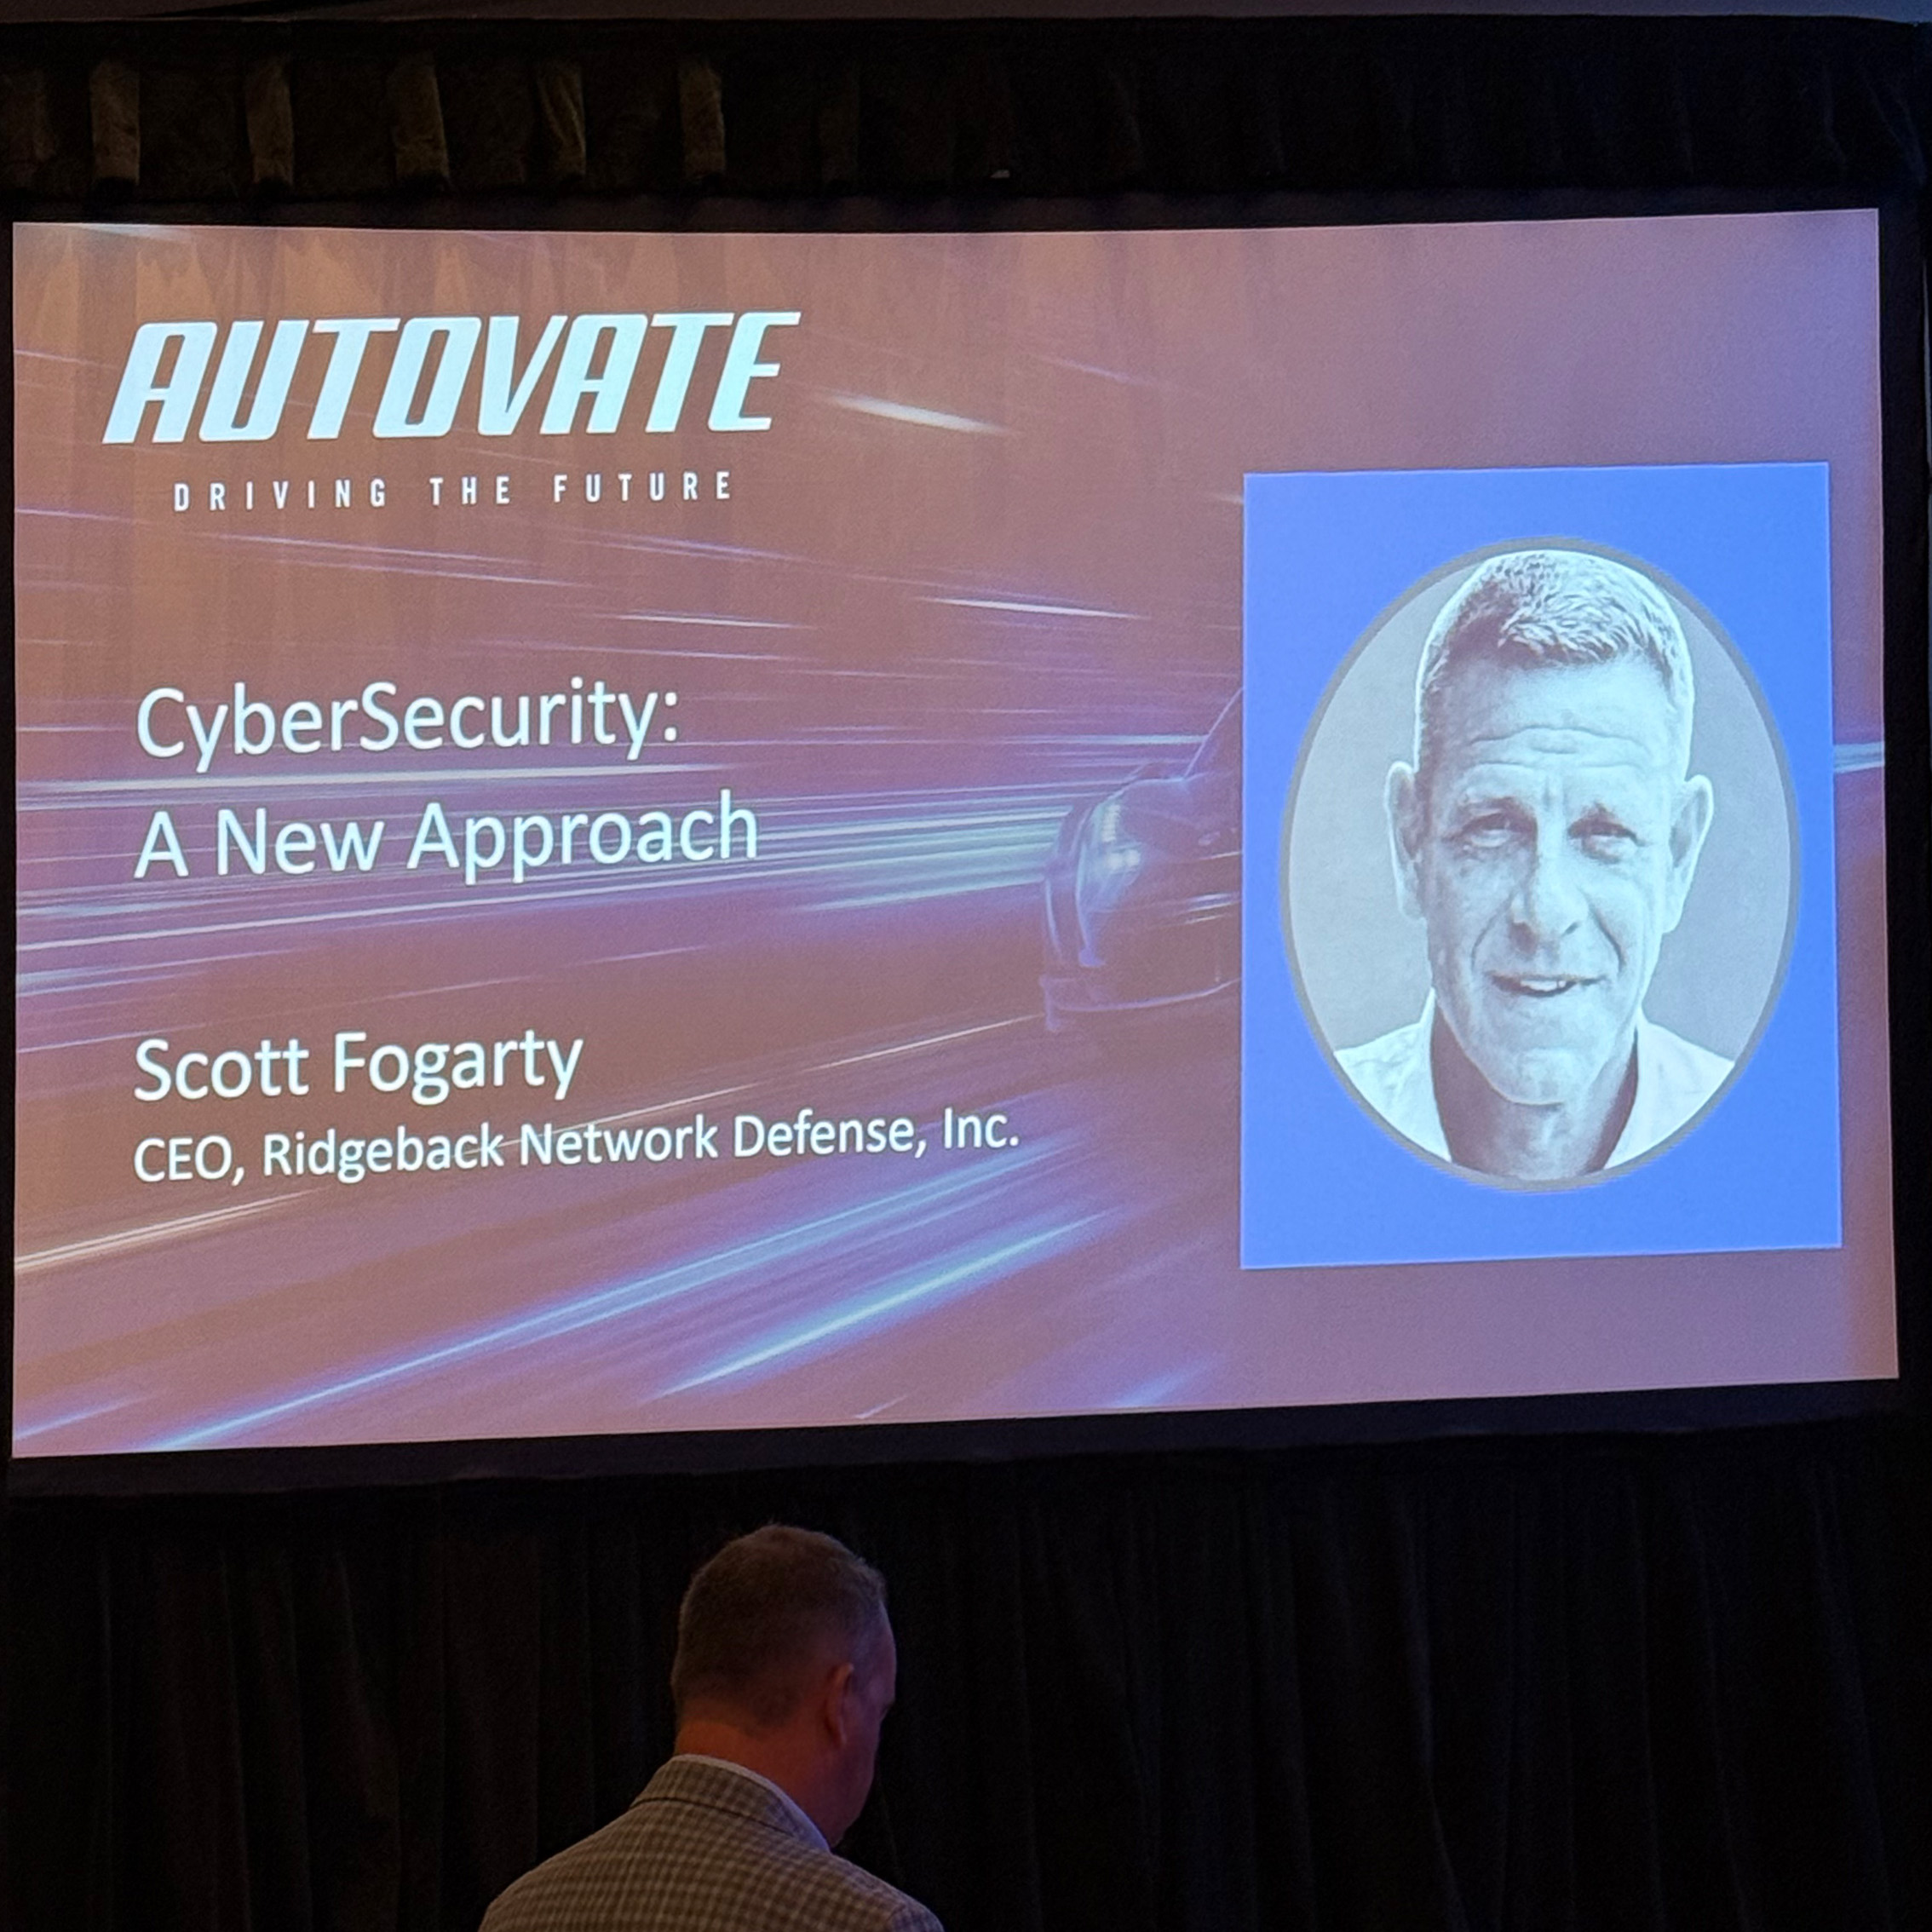 AUTOVATE
DRIVING THE FUTURE
CyberSecurity:
A New Approach
Scott Fogarty
CEO, Ridgeback Network Defense, Inc.